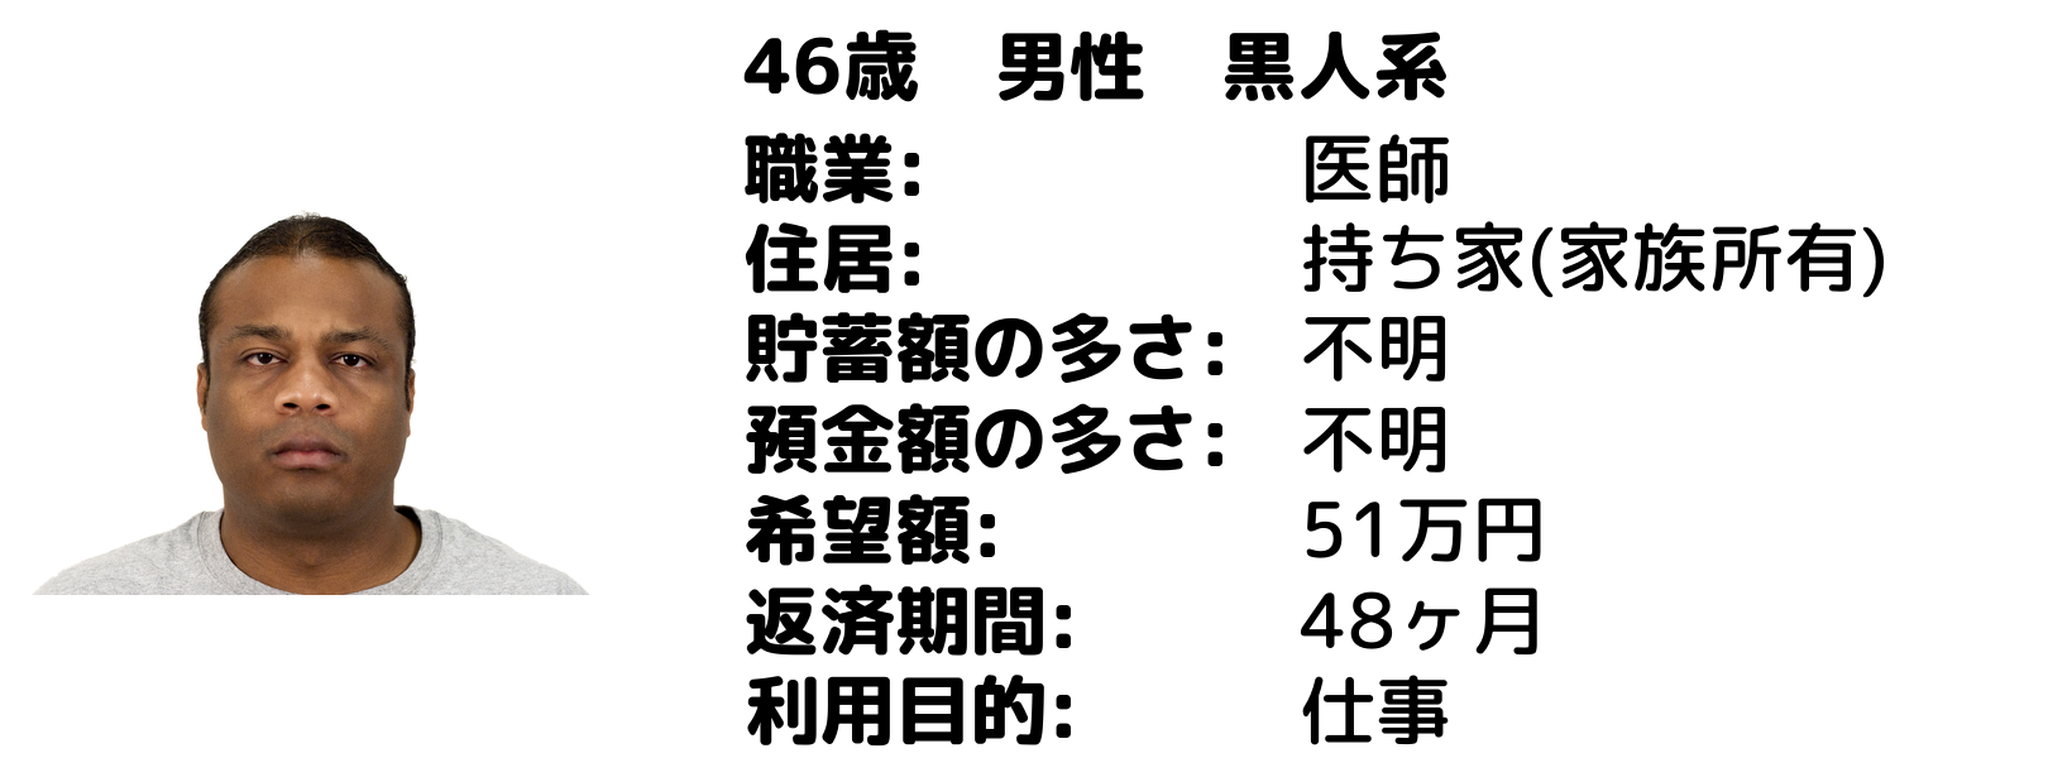 46歳　男性　黒人系
職業: 医師
住居: 持ち家(家族所有)
貯蓄額の多さ: 不明
預金額の多さ: 不明
希望額: 51万円
返済期間: 48ヶ月
利用目的: 仕事